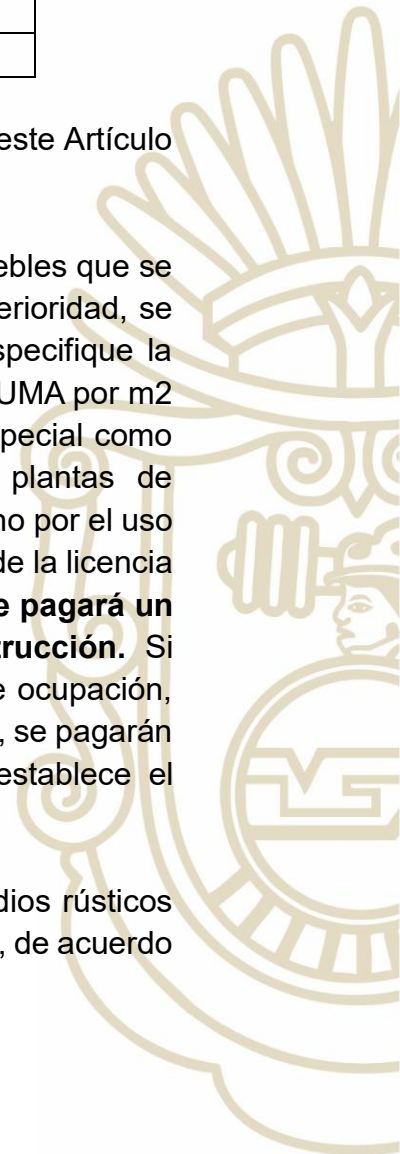 este Artículo
ebles que se
erioridad, se
specifique la
UMA por m2
pecial como
plantas de
no por el uso
de la licencia
e pagará un
trucción. Si
e ocupación,
, se pagarán
establece el
dios rústicos
, de acuerdo